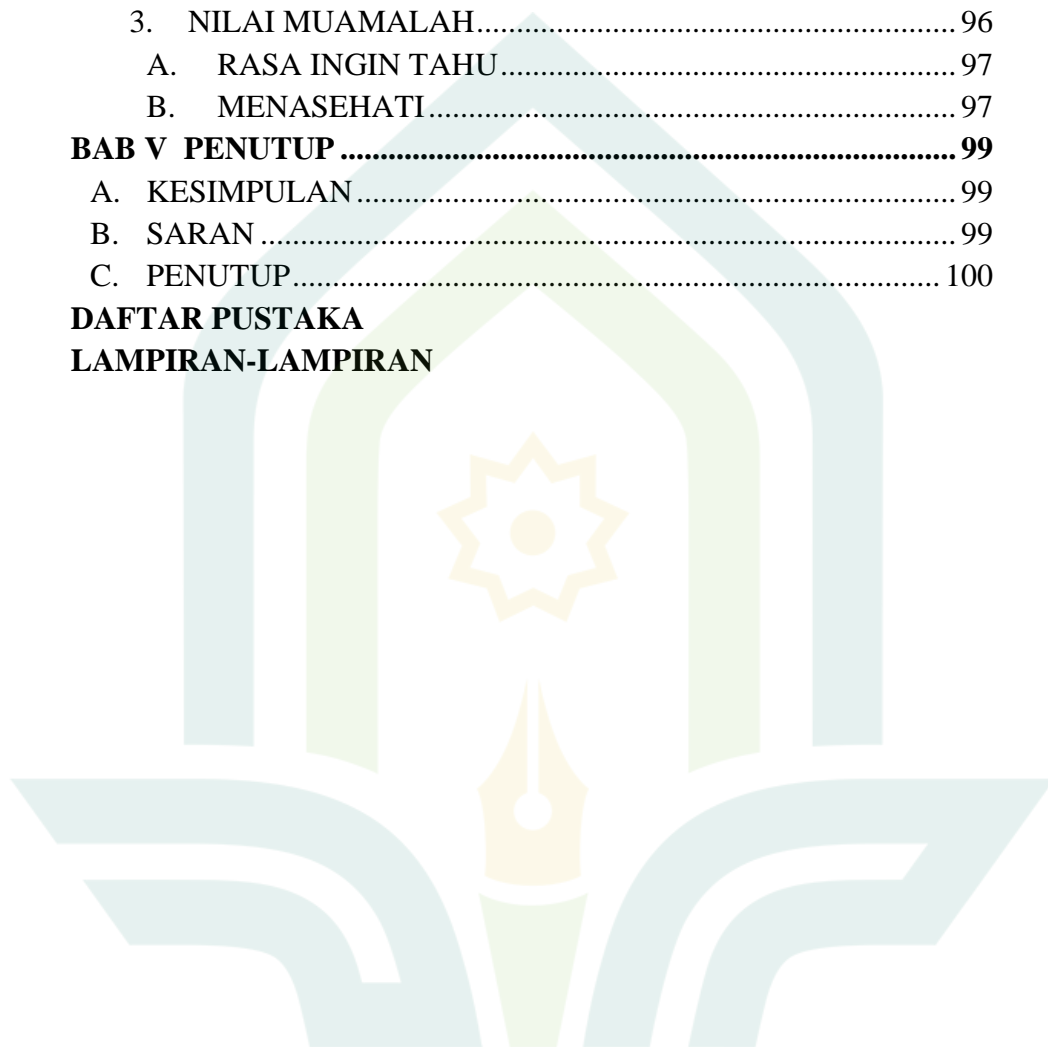 3. NILAI MUAMALAH.................................................................. 96
A. RASA INGIN TAHU.............................................................. 97
B. MENASEHATI........................................................................ 97
BAB V PENUTUP ...................................................................................... 99
A. KESIMPULAN.................................................................................. 99
B. SARAN ............................................................................................... 99
C. PENUTUP......................................................................................... 100
DAFTAR PUSTAKA
LAMPIRAN-LAMPIRAN